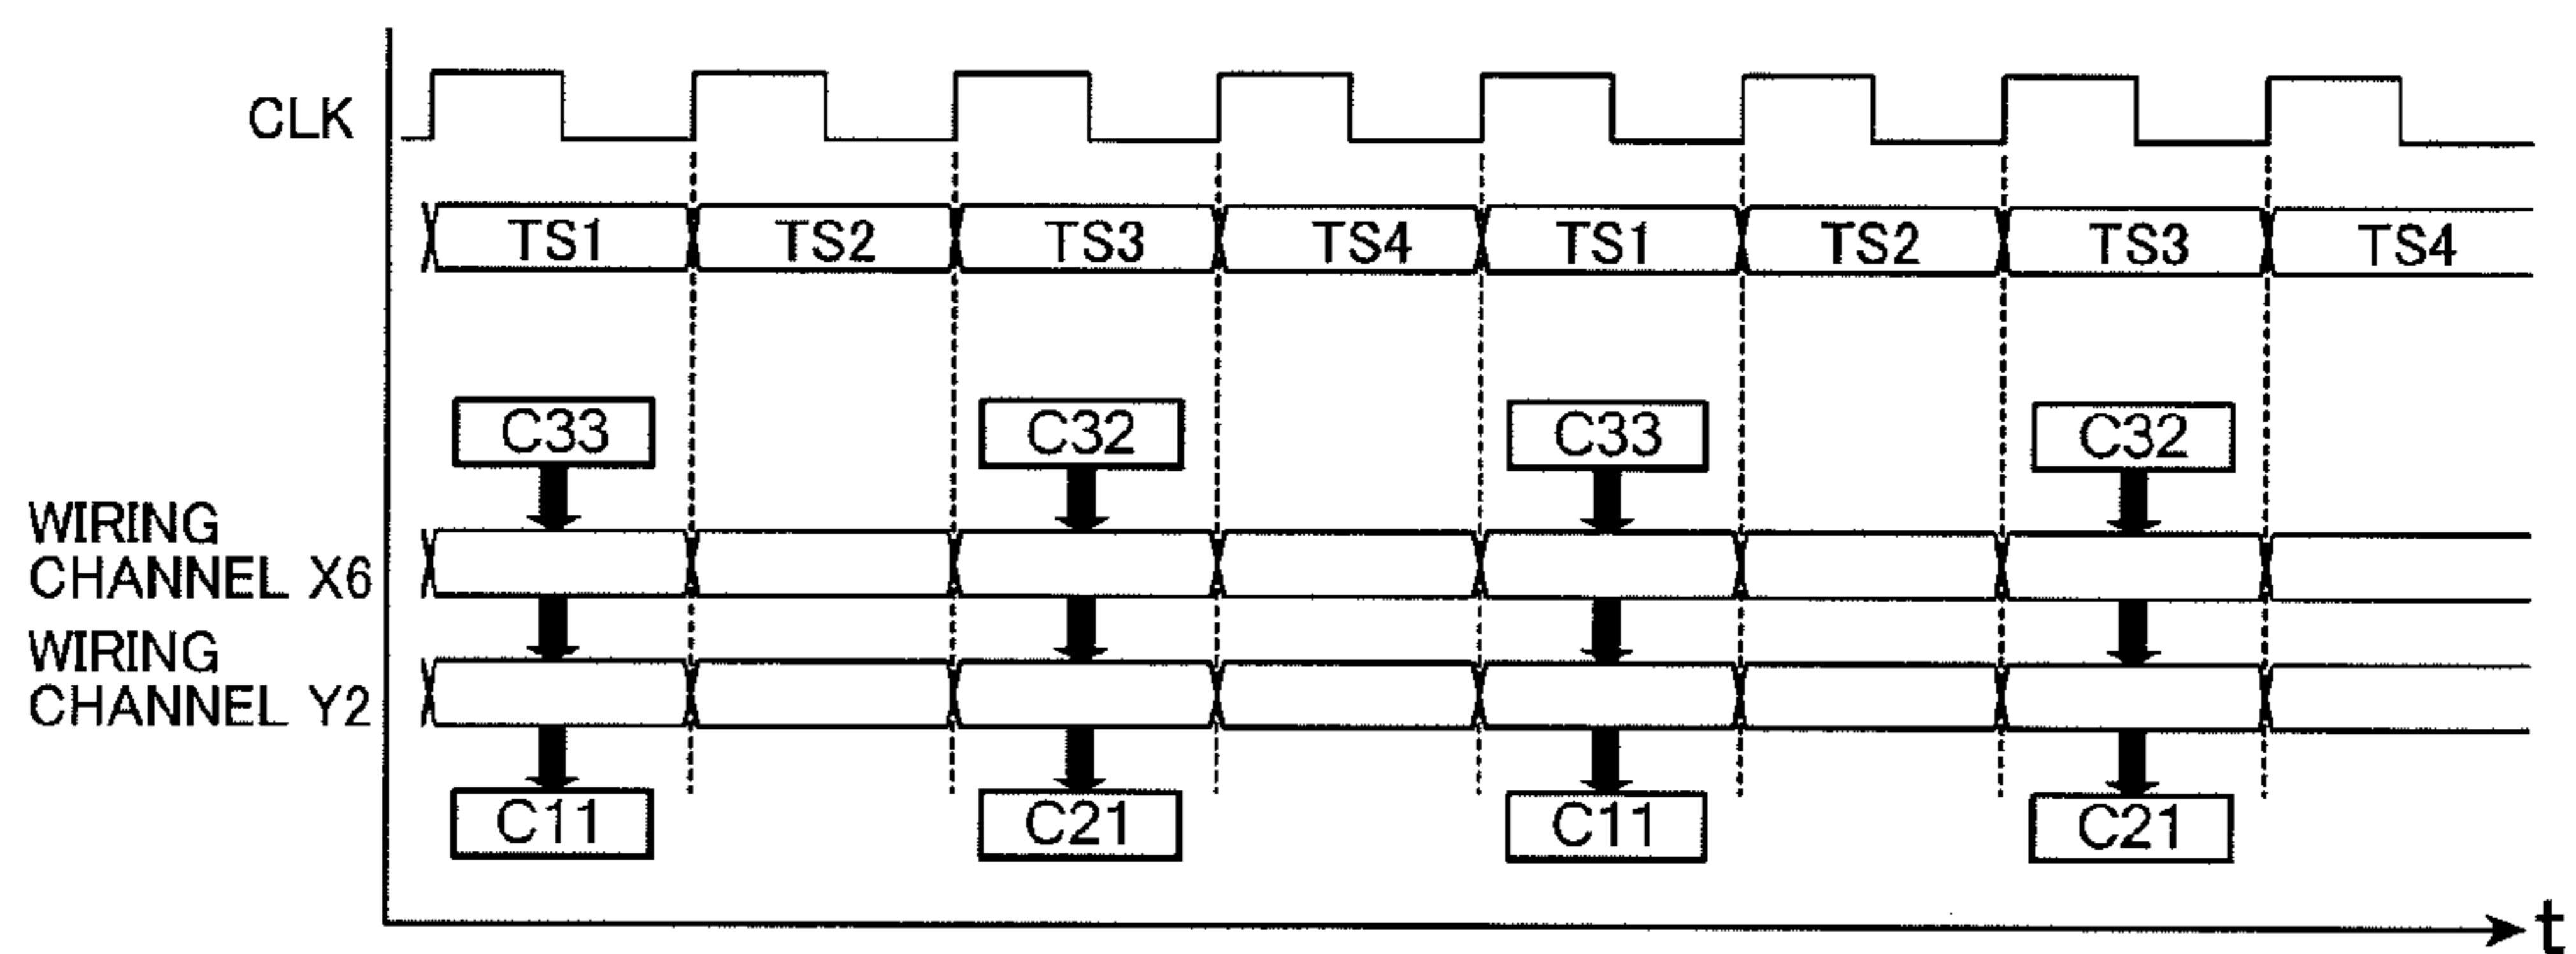 CLK
TS1 TS2 TS3 TS4 TS1 TS2 TS3 TS4
C33 C32 C33 C32
WIRING
CHANNEL X6
WIRING
CHANNEL Y2
C11 C21 C11 C21
t